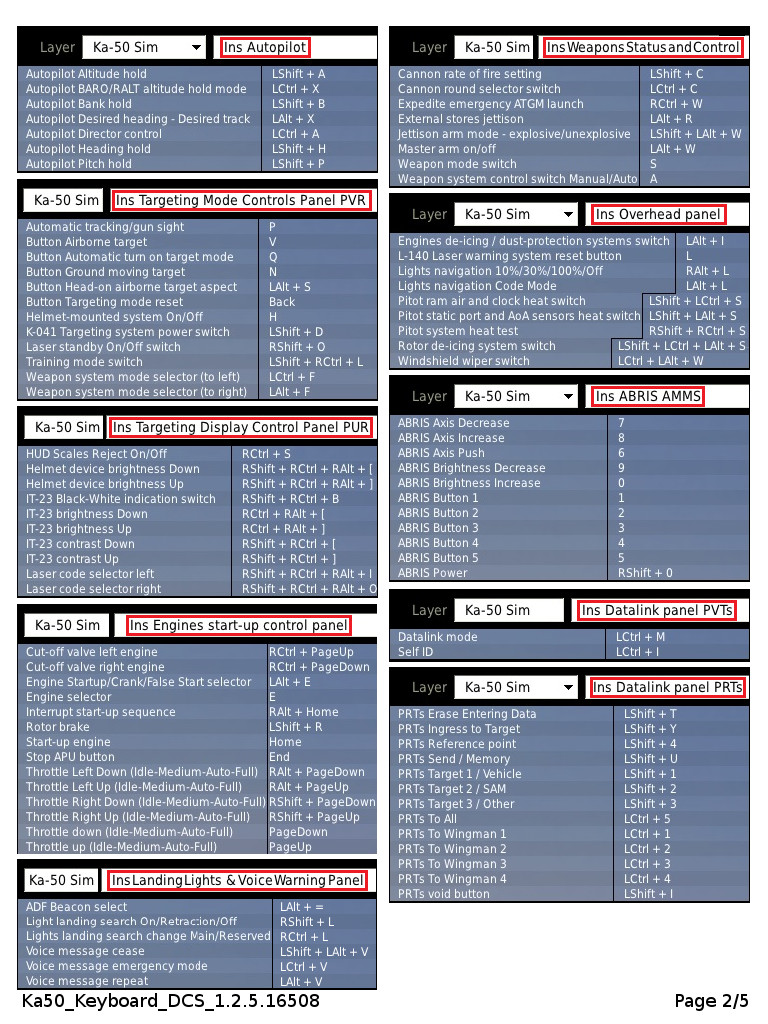 Layer Ka-50 Sim Ins Autopilot
Autopilot Altitude hold LShift + A
Autopilot BARO/RALT altitude hold mode LCtrl + X
Autopilot Bank hold LShift + B
Autopilot Desired heading - Desired track LAlt + X
Autopilot Director control LCtrl + A
Autopilot Heading hold LShift + H
Autopilot Pitch hold LShift + P
Ka-50 Sim Ins Targeting Mode Controls Panel PVR
Automatic tracking/gun sight P
Button Airborne target V
Button Automatic turn on target mode Q
Button Ground moving target N
Button Head-on airborne target aspect LAlt + S
Button Targeting mode reset Back
Helmet-mounted system On/Off H
K-041 Targeting system power switch LShift + D
Laser standby On/Off switch RShift + O
Training mode switch LShift + RCtrl + L
Weapon system mode selector (to left) LCtrl + F
Weapon system mode selector (to right) LAlt + F
Ka-50 Sim Ins Targeting Display Control Panel PUR
HUD Scales Reject On/Off RCtrl + S
Helmet device brightness Down RShift + RCtrl + RAlt + [
Helmet device brightness Up RShift + RCtrl + RAlt + ]
IT-23 Black-White indication switch RShift + RCtrl + B
IT-23 brightness Down RCtrl + RAlt + [
IT-23 brightness Up RCtrl + RAlt + ]
IT-23 contrast Down RShift + RCtrl + [
IT-23 contrast Up RShift + RCtrl + ]
Laser code selector left RShift + RCtrl + RAlt + I
Laser code selector right RShift + RCtrl + RAlt + O
Ka-50 Sim Ins Engines start-up control panel
Cut-off valve left engine RCtrl + PageUp
Cut-off valve right engine RCtrl + PageDown
Engine Startup/Crank/False Start selector LAlt + E
Engine selector E
Interrupt start-up sequence RAlt + Home
Rotor brake LShift + R
Start-up engine Home
Stop APU button End
Throttle Left Down (Idle-Medium-Auto-Full) RAlt + PageDown
Throttle Left Up (Idle-Medium-Auto-Full) RAlt + PageUp
Throttle Right Down (Idle-Medium-Auto-Full) RShift + PageDown
Throttle Right Up (Idle-Medium-Auto-Full) RShift + PageUp
Throttle down (Idle-Medium-Auto-Full) PageDown
Throttle up (Idle-Medium-Auto-Full) PageUp
Ka-50 Sim Ins Landing Lights & Voice Warning Panel
ADF Beacon select LAlt + =
Light landing search On/Retraction/Off RShift + L
Lights landing search change Main/Reserved RCtrl + L
Voice message cease LShift + LAlt + V
Voice message emergency mode LCtrl + V
Voice message repeat LAlt + V
Layer Ka-50 Sim Ins Weapons Status and Control
Cannon rate of fire setting LShift + C
Cannon round selector switch LCtrl + C
Expedite emergency ATGM launch RCtrl + W
External stores jettison LAlt + R
Jettison arm mode - explosive/unexplosive LShift + LAlt + W
Master arm on/off LAlt + W
Weapon mode switch S
Weapon system control switch Manual/Auto A
Layer Ka-50 Sim Ins Overhead panel
Engines de-icing / dust-protection systems switch LAlt + I
L-140 Laser warning system reset button L
Lights navigation 10%/30%/100%/Off RAlt + L
Lights navigation Code Mode LAlt + L
Pitot ram air and clock heat switch LShift + LCtrl + S
Pitot static port and AoA sensors heat switch LShift + LAlt + S
Pitot system heat test RShift + RCtrl + S
Rotor de-icing system switch LShift + LCtrl + LAlt + S
Windshield wiper switch LCtrl + LAlt + W
Layer Ka-50 Sim Ins ABRIS AMMS
ABRIS Axis Decrease 7
ABRIS Axis Increase 8
ABRIS Axis Push 6
ABRIS Brightness Decrease 9
ABRIS Brightness Increase 0
ABRIS Button 1 1
ABRIS Button 2 2
ABRIS Button 3 3
ABRIS Button 4 4
ABRIS Button 5 5
ABRIS Power RShift + 0
Layer Ka-50 Sim Ins Datalink panel PVTs
Datalink mode LCtrl + M
Self ID LCtrl + I
Layer Ka-50 Sim Ins Datalink panel PRTs
PRTs Erase Entering Data LShift + T
PRTs Ingress to Target LShift + Y
PRTs Reference point LShift + 4
PRTs Send / Memory LShift + U
PRTs Target 1 / Vehicle LShift + 1
PRTs Target 2 / SAM LShift + 2
PRTs Target 3 / Other LShift + 3
PRTs To All LCtrl + 5
PRTs To Wingman 1 LCtrl + 1
PRTs To Wingman 2 LCtrl + 2
PRTs To Wingman 3 LCtrl + 3
PRTs To Wingman 4 LCtrl + 4
PRTs void button LShift + I
Ka50_Keyboard_DCS_1.2.5.16508 Page 2/5